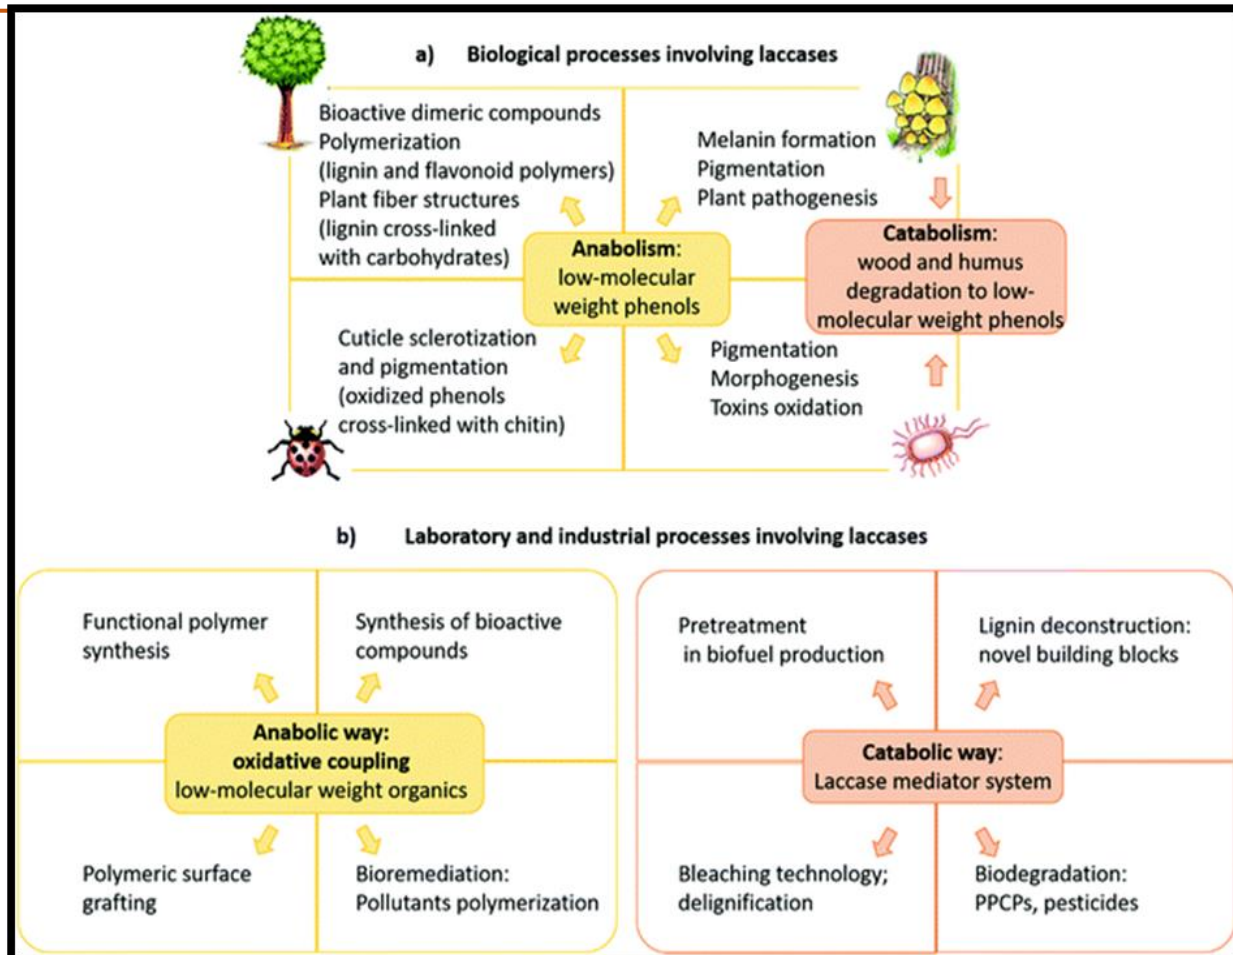 a) Biological processes involving laccases
Bioactive dimeric compounds
Polymerization
(lignin and flavonoid polymers)
Plant fiber structures
(lignin cross-linked
with carbohydrates)
Melanin formation
Pigmentation
Plant pathogenesis
Anabolism:
low-molecular
weight phenols
Catabolism:
wood and humus
degradation to low-
molecular weight phenols
Cuticle sclerotization
and pigmentation
(oxidized phenols
cross-linked with chitin)
Pigmentation
Morphogenesis
Toxins oxidation
b) Laboratory and industrial processes involving laccases
Functional polymer
synthesis
Synthesis of bioactive
compounds
Anabolic way:
oxidative coupling
low-molecular weight organics
Polymeric surface
grafting
Bioremediation:
Pollutants polymerization
Pretreatment
in biofuel production
Lignin deconstruction:
novel building blocks
Catabolic way:
Laccase mediator system
Bleaching technology;
delignification
Biodegradation:
PPCPs, pesticides